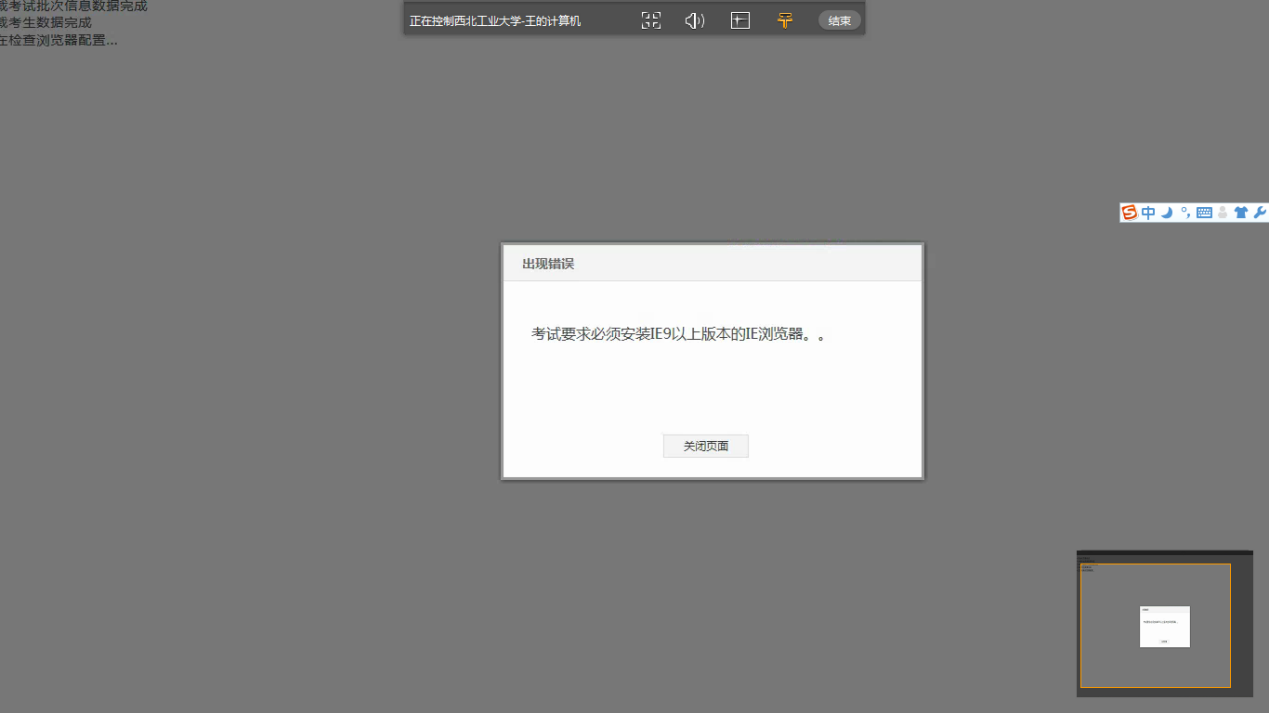 载考试批次信息数据完成
载考生数据完成
在检查浏览器配置...
正在控制西北工业大学-王的计算机
结束
中
出现错误
考试要求必须安装IE9以上版本的IE浏览器。。
关闭页面